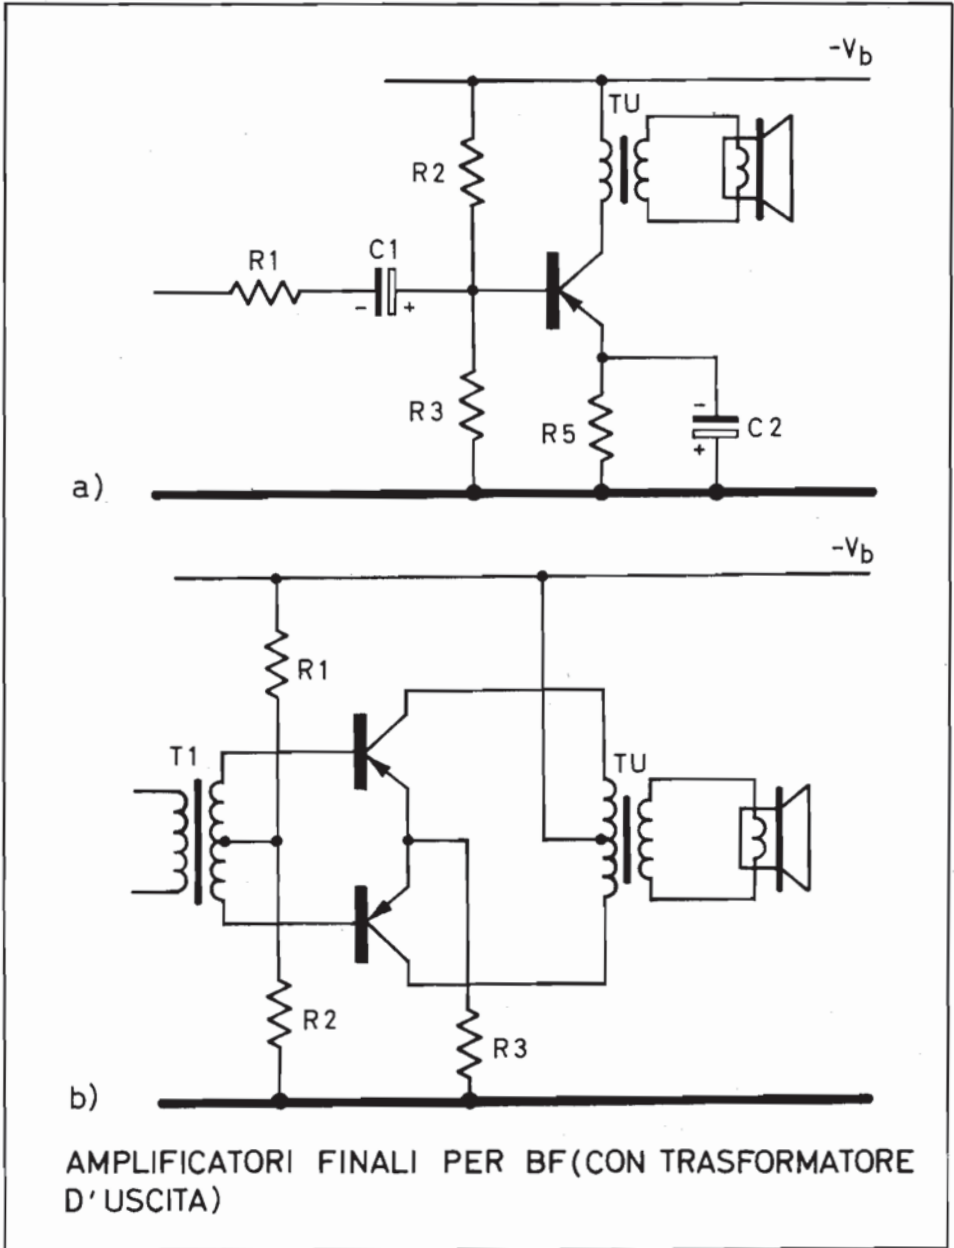 -Vb
TU
R2
C1
R1
- +
R3
R5
-
C2
+
a)
-Vb
R1
T1
TU
R2
R3
b)
AMPLIFICATORI FINALI PER BF(CON TRASFORMATORE
D'USCITA)